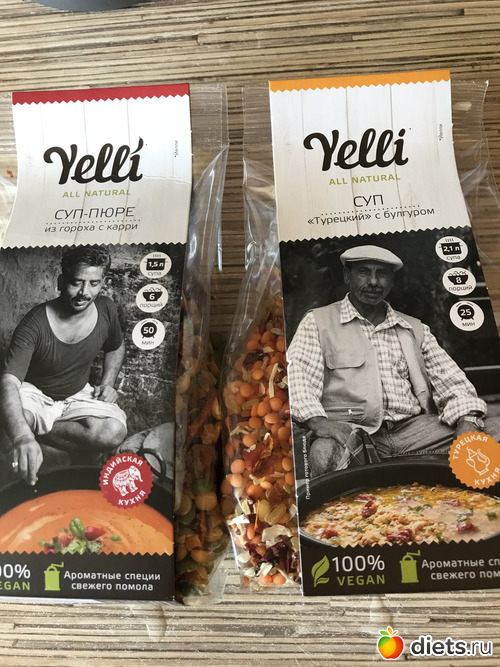 Yelli
ALL NATURAL
СУП-ПЮРЕ
из гороха с карри
1,5 л
супа
6
порций
50
мин
ИНДИЙСКАЯ
КУХНЯ
00%
VEGAN
Ароматные специи
свежего помола
Yelli
ALL NATURAL
СУП
«Турецкий» с булгуром
2,1 л
супа
8
порций
25
мин
ТУРЕЦКАЯ
КУХНЯ
100%
VEGAN
Ароматные спец
свежего помол
diets.ru